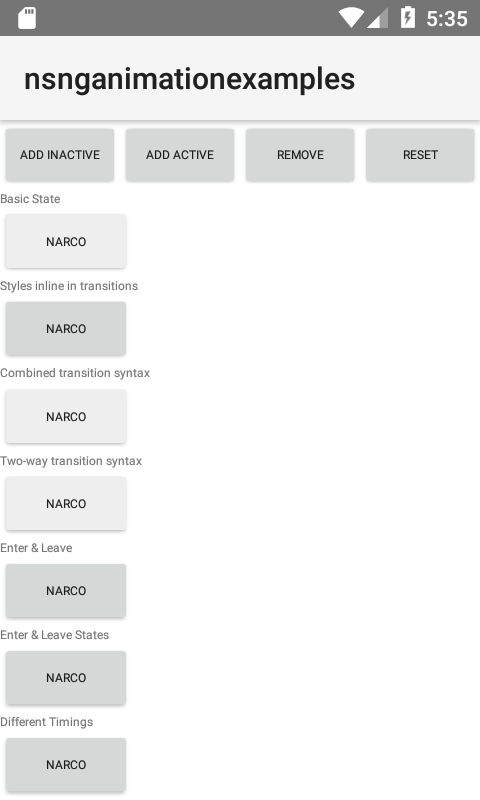 5:35
nsnganimationexamples
ADD INACTIVE ADD ACTIVE REMOVE RESET
Basic State
NARCO
Styles inline in transitions
NARCO
Combined transition syntax
NARCO
Two-way transition syntax
NARCO
Enter & Leave
NARCO
Enter & Leave States
NARCO
Different Timings
NARCO